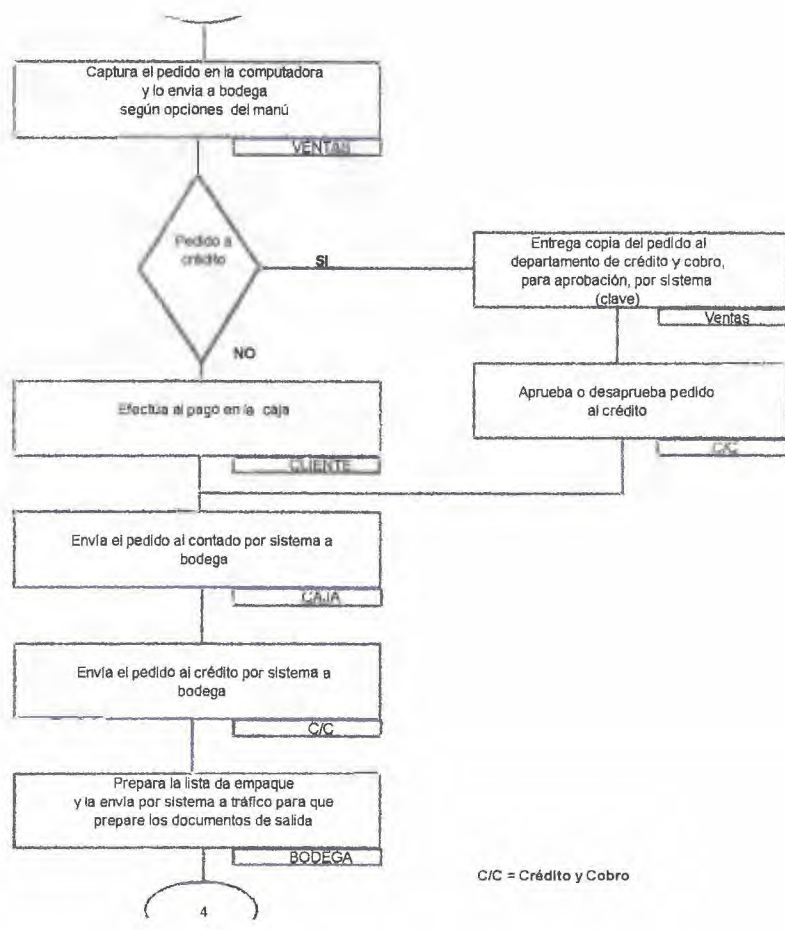 Captura el pedido en la computadora
y lo envía a bodega
según opciones del manú
VENTAS
Pedido a
crédito
SI
Entrega copia del pedido al
departamento de crédito y cobro,
para aprobación, por sistema
(clave)
Ventas
NO
Efectúa al pago en la caja
CLIENTE
Aprueba o desaprueba pedido
al crédito
C/C
Envía el pedido al contado por sistema a
bodega
CAJA
Envía el pedido al crédito por sistema a
bodega
C/C
Prepara la lista da empaque
y la envía por sistema a tráfico para que
prepare los documentos de salida
BODEGA
4
C/C = Crédito y Cobro